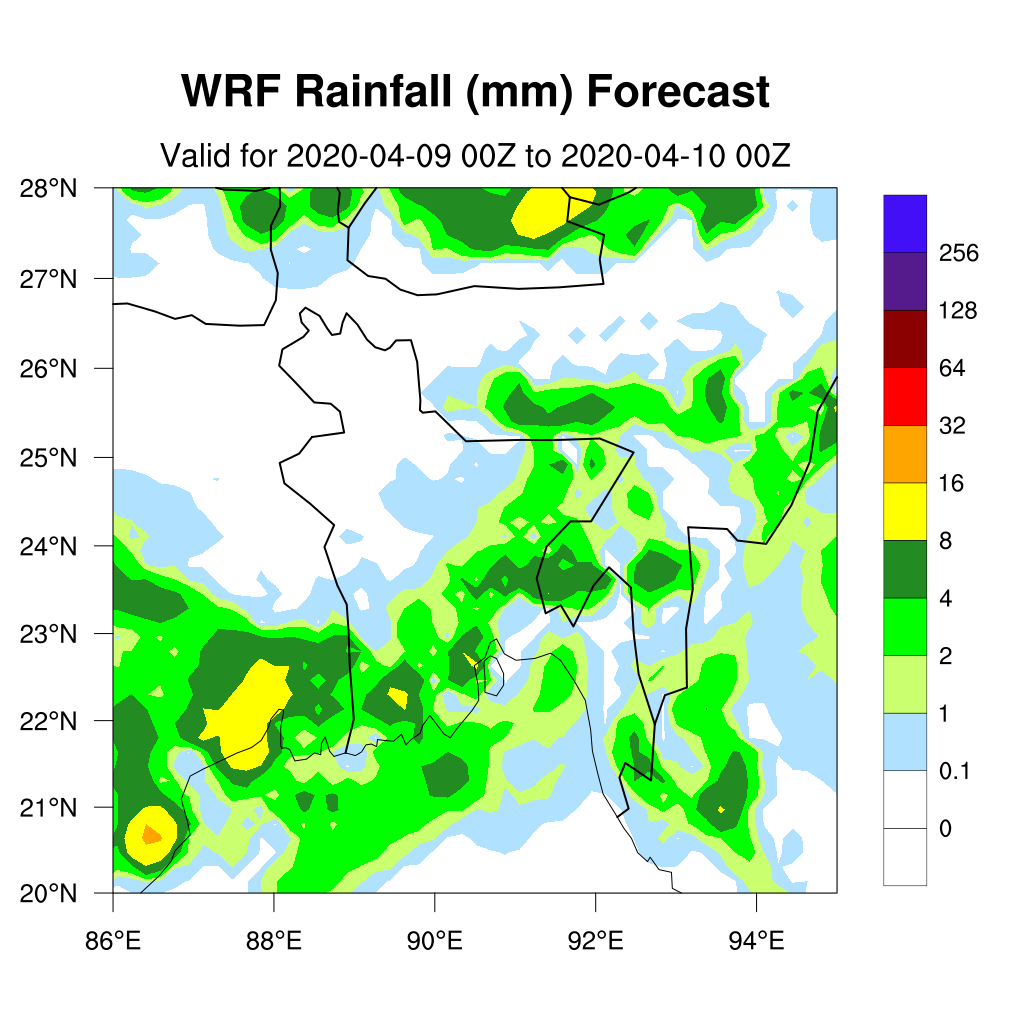 WRF Rainfall (mm) Forecast
Valid for 2020-04-09 00Z to 2020-04-10 00Z
28°N
27°N
26°N
25°N
24°N
23°N
22°N
21°N
20°N
86°E 88°E 90°E 92°E 94°E
256
128
64
32
16
8
4
2
1
0.1
0